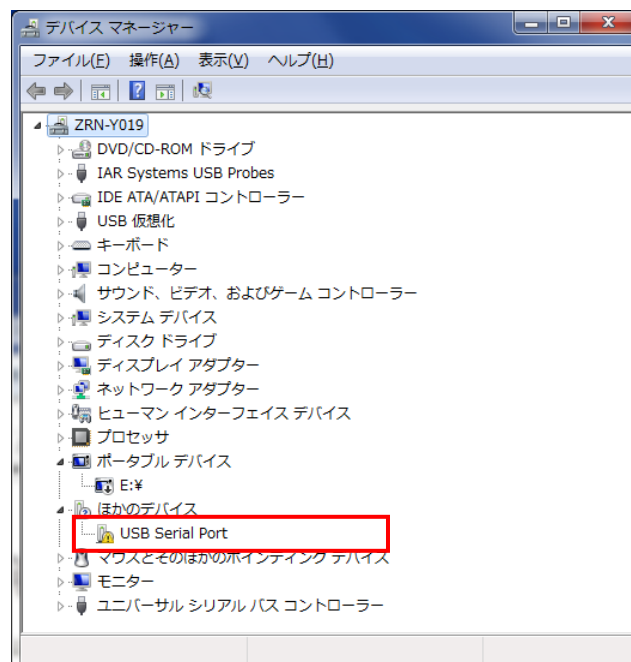 デバイス マネージャー
ファイル(F) 操作(A) 表示(V) ヘルプ(H)
ZRN-Y019
DVD/CD-ROM ドライブ
IAR Systems USB Probes
IDE ATA/ATAPI コントローラー
USB 仮想化
キーボード
コンピューター
サウンド、ビデオ、およびゲーム コントローラー
システム デバイス
ディスク ドライブ
ディスプレイ アダプター
ネットワーク アダプター
ヒューマン インターフェイス デバイス
プロセッサ
ポータブル デバイス
E:¥
ほかのデバイス
USB Serial Port
マウスとそのほかのポインティング デバイス
モニター
ユニバーサル シリアル バス コントローラー